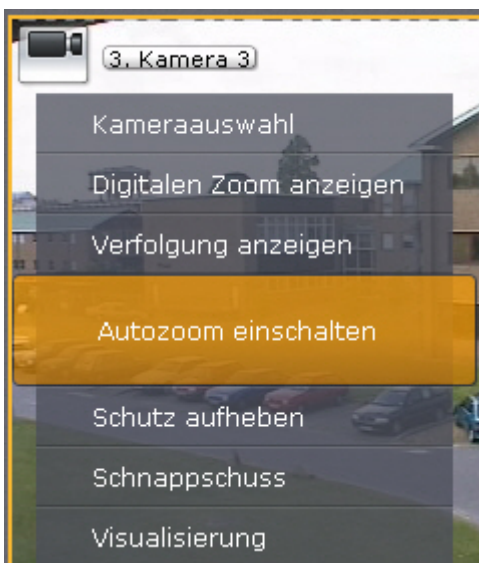 3. Kamera 3
Kameraauswahl
Digitalen Zoom anzeigen
Verfolgung anzeigen
Autozoom einschalten
Schutz aufheben
Schnappschuss
Visualisierung